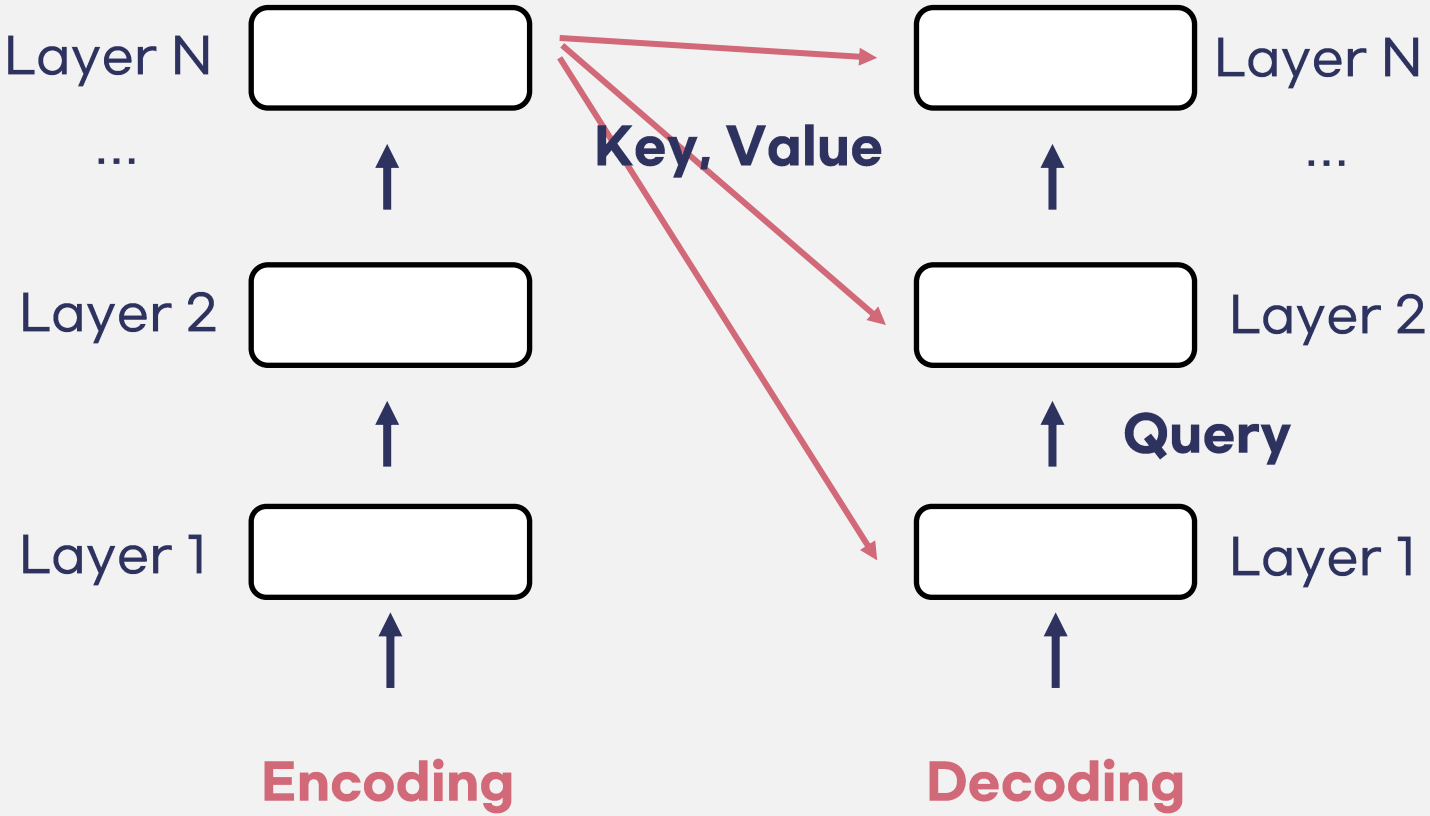 Layer N
Layer N
Key, Value
...
...
Layer 2
Layer 2
Query
Layer 1
Layer 1
Encoding
Decoding